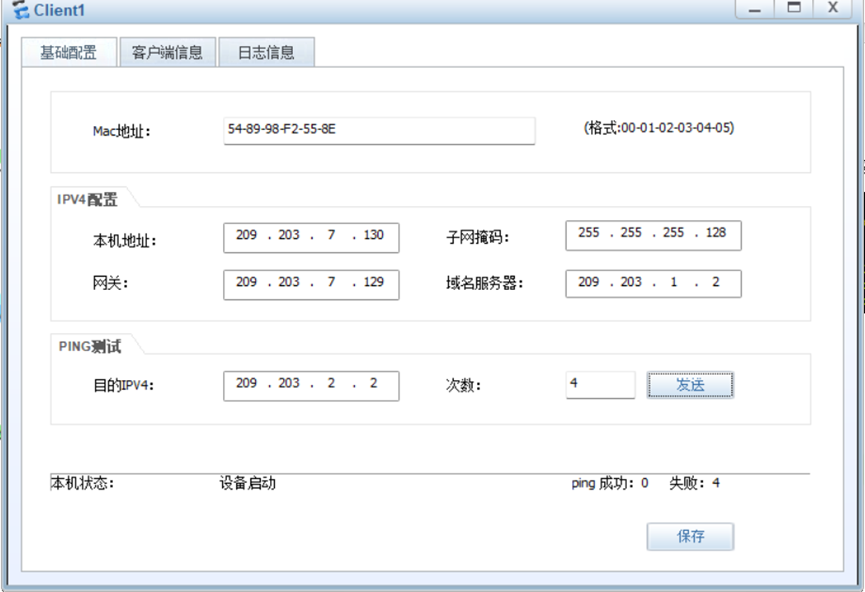 Client1
基础配置 客户端信息 日志信息
Mac地址: 54-89-98-F2-55-8E (格式:00-01-02-03-04-05)
IPV4配置
本机地址: 209 . 203 . 7 . 130 子网掩码: 255 . 255 . 255 . 128
网关: 209 . 203 . 7 . 129 域名服务器: 209 . 203 . 1 . 2
PING测试
目的IPV4: 209 . 203 . 2 . 2 次数: 4 发送
本机状态: 设备启动 ping 成功: 0 失败: 4
保存